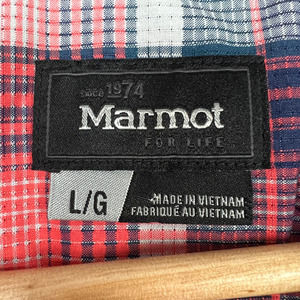 since 1974
Marmot
FOR LIFE
L/G
MADE IN VIETNAM
FABRIQUÉ AU VIETNAM